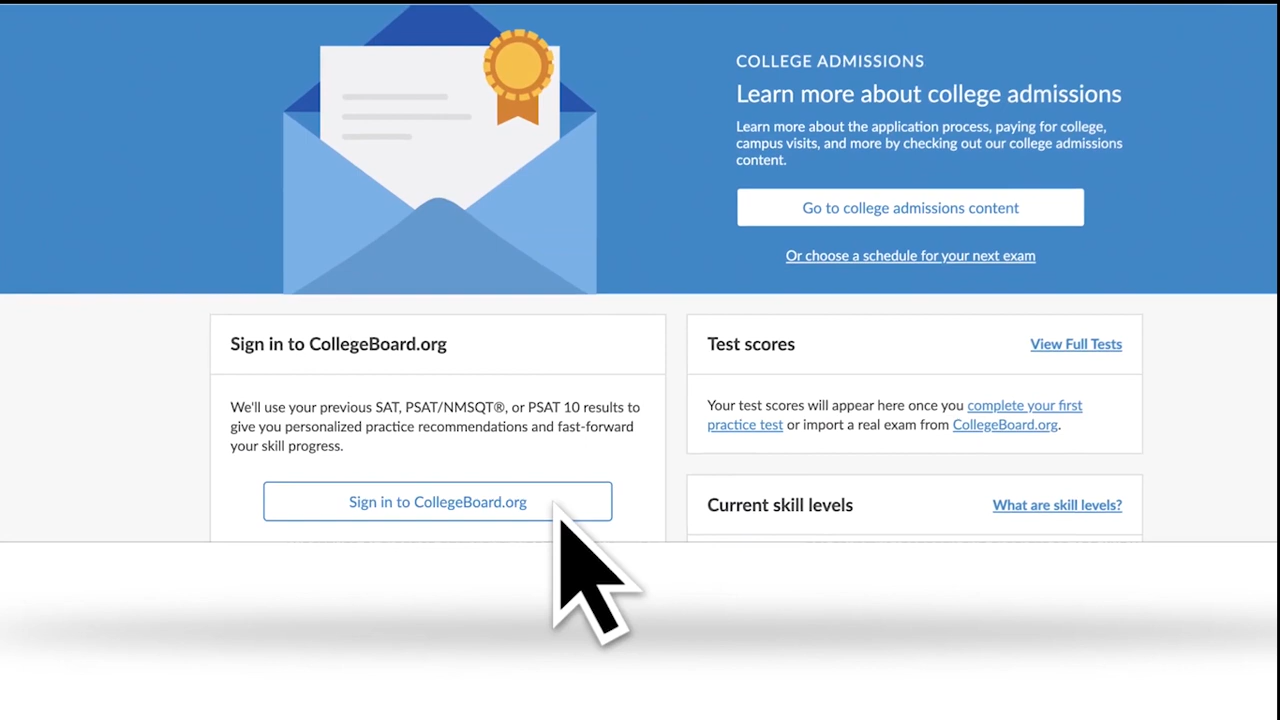 COLLEGE ADMISSIONS
Learn more about college admissions
Learn more about the application process, paying for college,
campus visits, and more by checking out our college admissions
content.
Go to college admissions content
Or choose a schedule for your next exam
Sign in to CollegeBoard.org
We'll use your previous SAT, PSAT/NMSQT®, or PSAT 10 results to
give you personalized practice recommendations and fast-forward
your skill progress.
Sign in to CollegeBoard.org
Test scores
View Full Tests
Your test scores will appear here once you complete your first
practice test or import a real exam from CollegeBoard.org.
Current skill levels
What are skill levels?